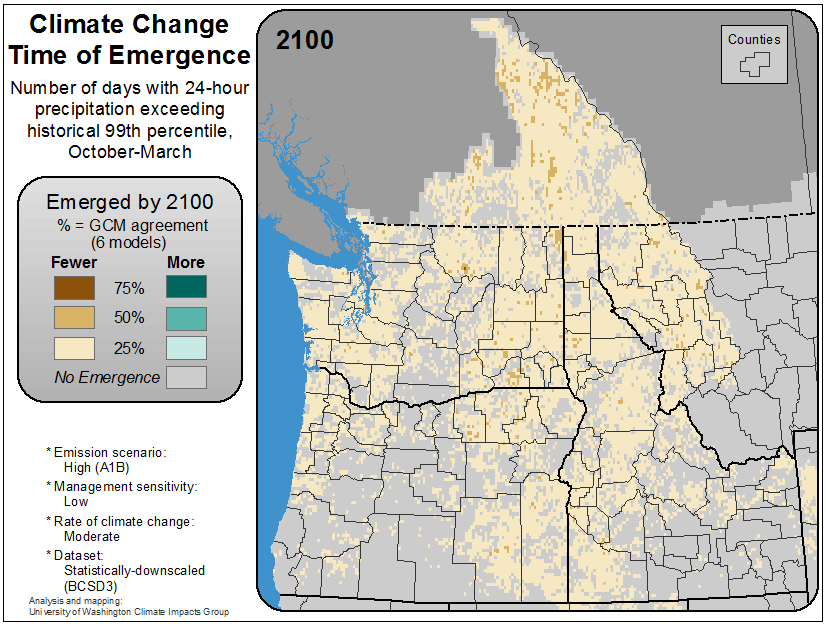 Climate Change
Time of Emergence
Number of days with 24-hour
precipitation exceeding
historical 99th percentile,
October-March
Emerged by 2100
% = GCM agreement
(6 models)
Fewer More
75%
50%
25%
No Emergence
* Emission scenario:
High (A1B)
* Management sensitivity:
Low
* Rate of climate change:
Moderate
* Dataset:
Statistically-downscaled
(BCSD3)
Analysis and mapping:
University of Washington Climate Impacts Group
2100
Counties